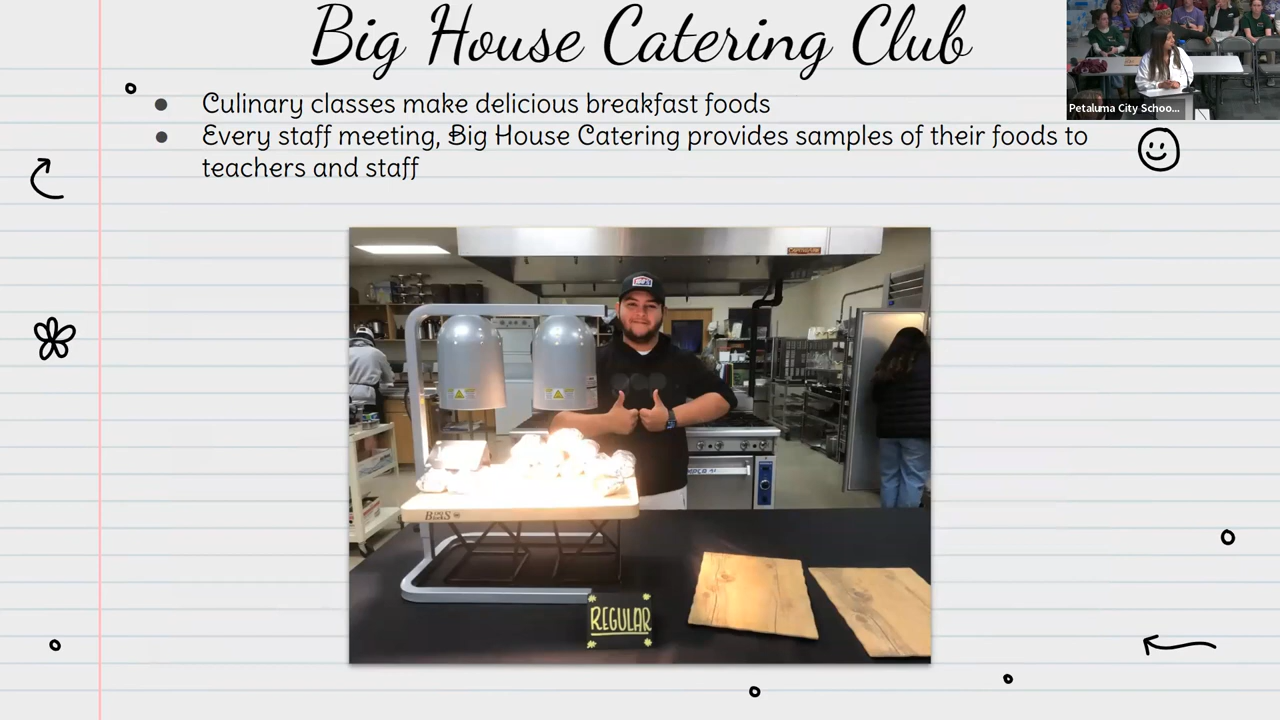 Big House Catering Club
Culinary classes make delicious breakfast foods
Every staff meeting, Big House Catering provides samples of their foods to
teachers and staff
Petaluma City Schoo...
REGULAR